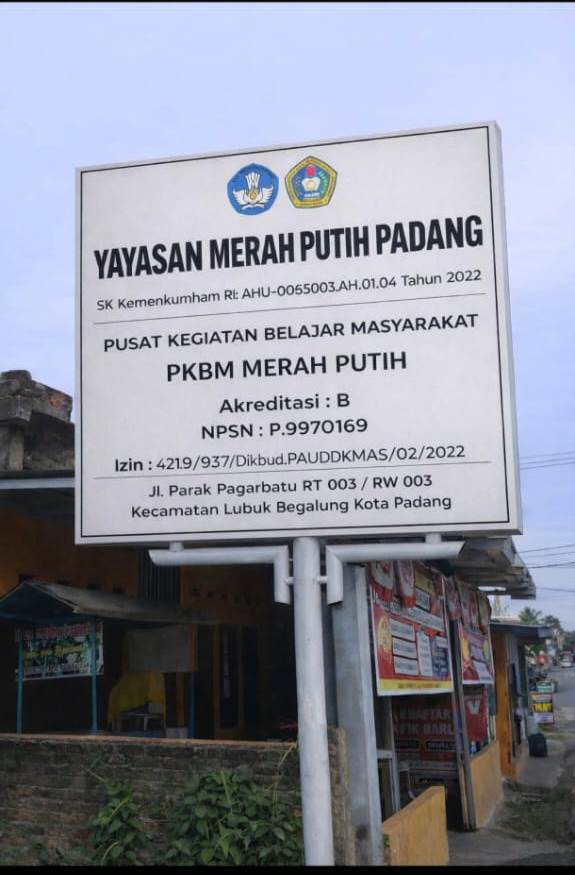 YAYASAN MERAH PUTIH PADANG
SK Kemenkumham RI: AHU-0065003.AH.01.04 Tahun 2022
PUSAT KEGIATAN BELAJAR MASYARAKAT
PKBM MERAH PUTIH
Akreditasi : B
NPSN : P.9970169
Izin : 421.9/937/Dikbud.PAUDDKMAS/02/2022
Jl. Parak Pagarbatu RT 003 / RW 003
Kecamatan Lubuk Begalung Kota Padang